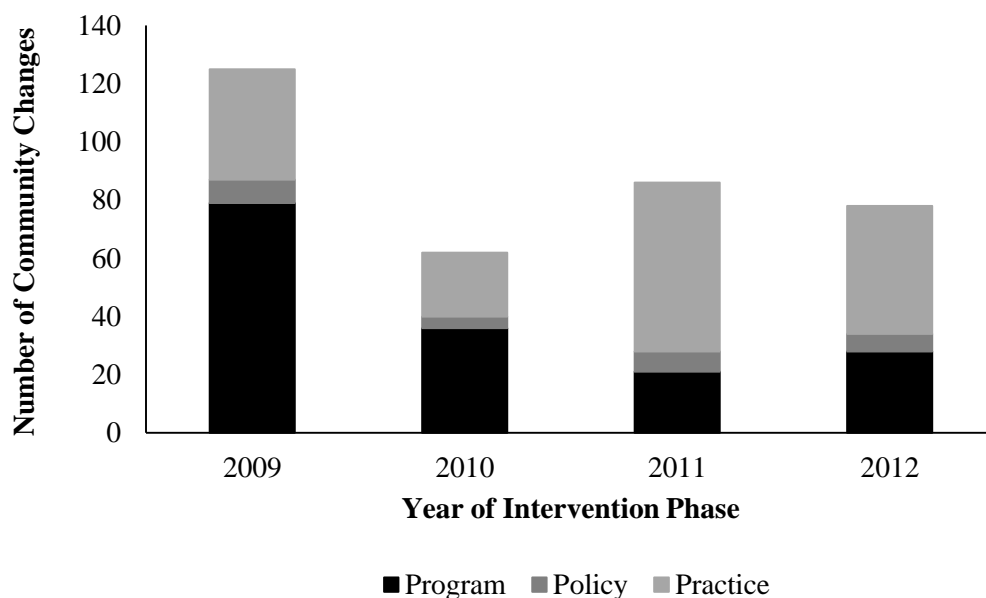 Number of Community Changes
140
120
100
80
60
40
20
0
2009 2010 2011 2012
Year of Intervention Phase
Program Policy Practice